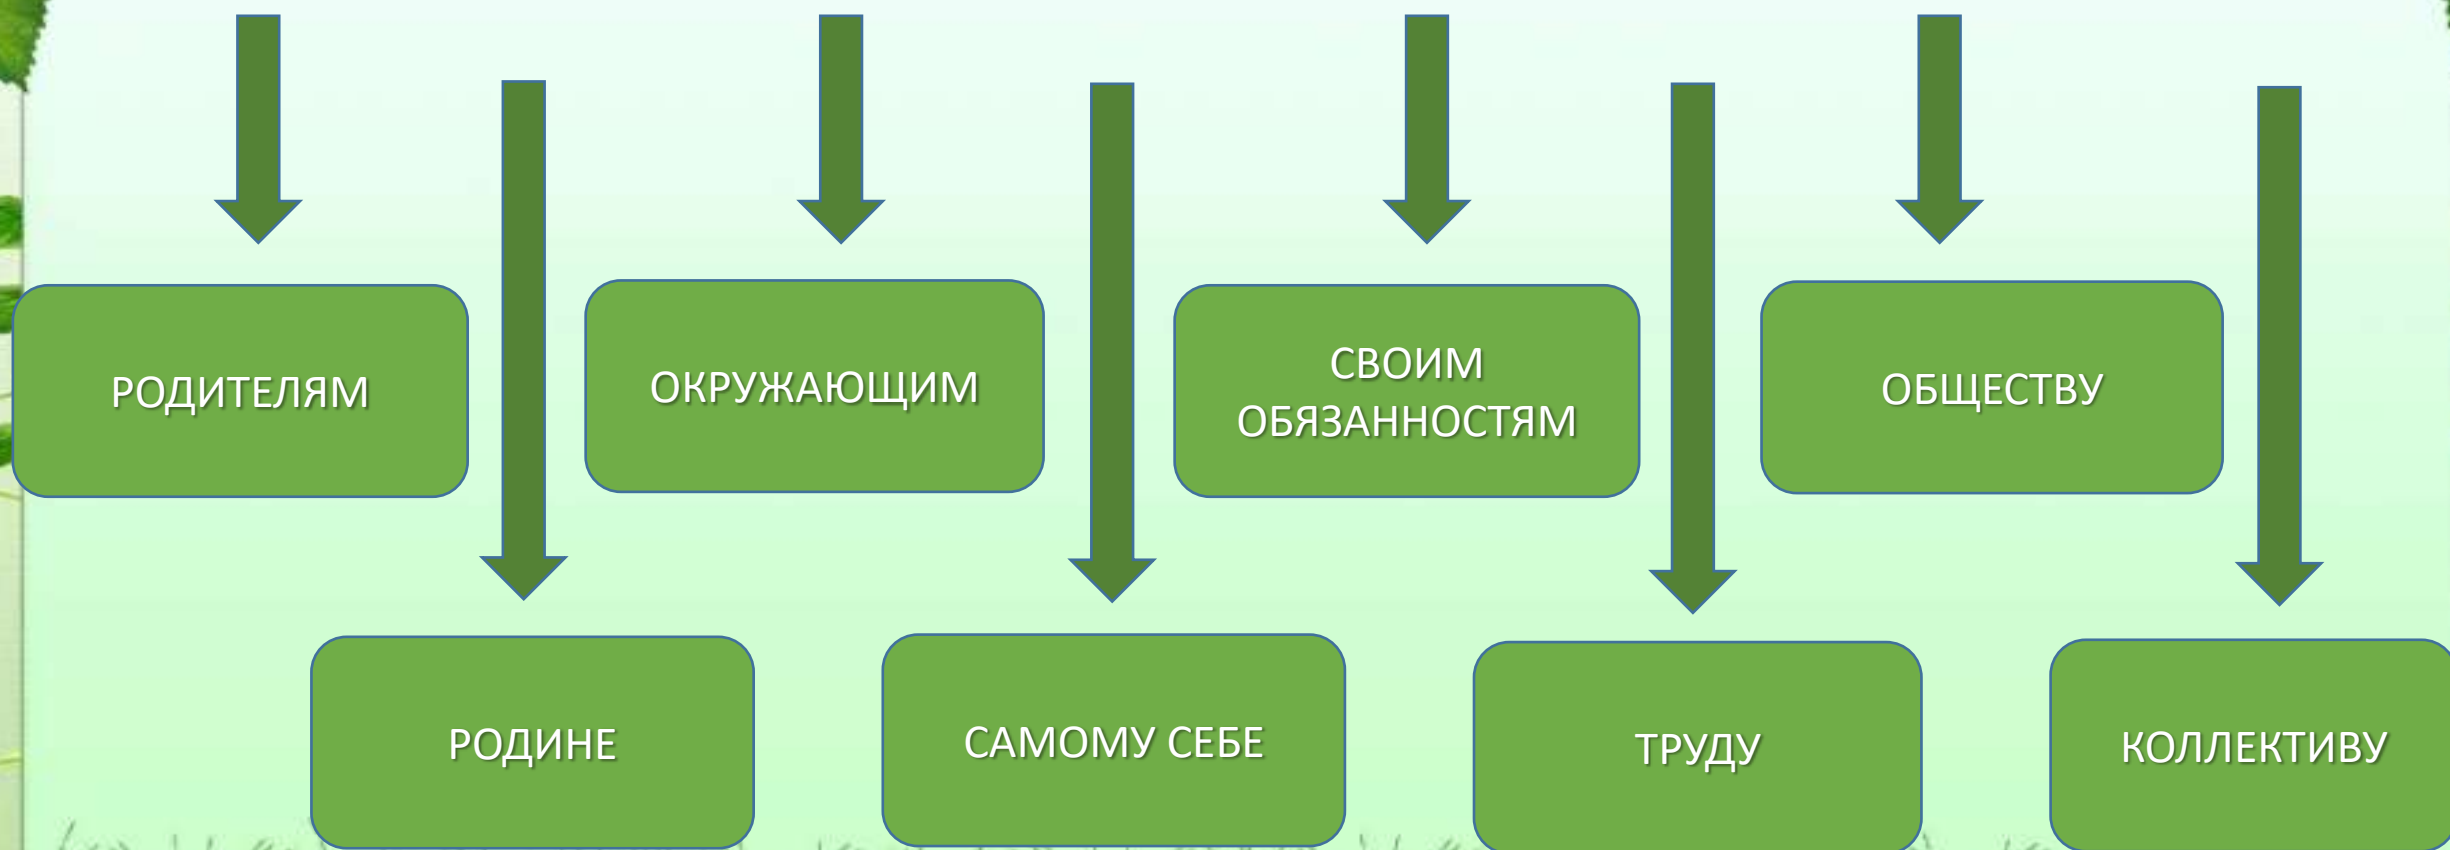 РОДИТЕЛЯМ
ОКРУЖАЮЩИМ
СВОИМ
ОБЯЗАННОСТЯМ
ОБЩЕСТВУ
РОДИНЕ
САМОМУ СЕБЕ
ТРУДУ
КОЛЛЕКТИВУ